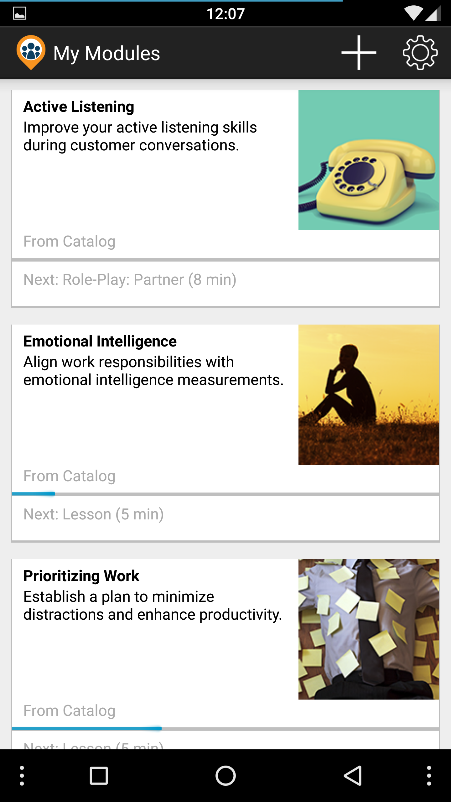 12:07
My Modules
Active Listening
Improve your active listening skills
during customer conversations.
From Catalog
Next: Role-Play: Partner (8 min)
Emotional Intelligence
Align work responsibilities with
emotional intelligence measurements.
From Catalog
Next: Lesson (5 min)
Prioritizing Work
Establish a plan to minimize
distractions and enhance productivity.
From Catalog
Next: Lesson (5 min)